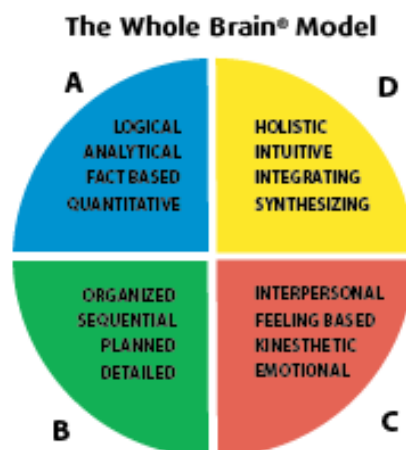 The Whole Brain® Model
A
LOGICAL
ANALYTICAL
FACT BASED
QUANTITATIVE
D
HOLISTIC
INTUITIVE
INTEGRATING
SYNTHESIZING
B
ORGANIZED
SEQUENTIAL
PLANNED
DETAILED
C
INTERPERSONAL
FEELING BASED
KINESTHETIC
EMOTIONAL